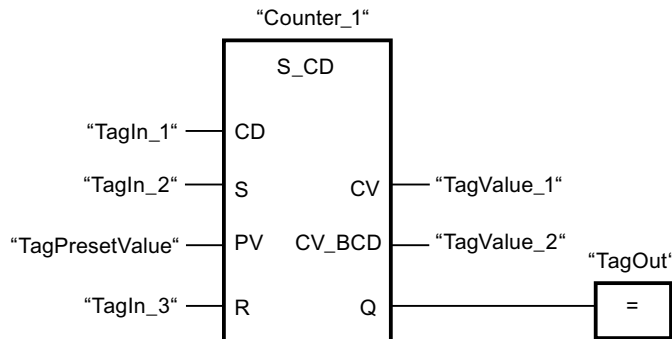 “Counter_1“
S_CD
“TagIn_1“ CD
“TagIn_2“ S CV “TagValue_1“
“TagPresetValue“ PV CV_BCD “TagValue_2“
“TagOut“
“TagIn_3“ R Q =